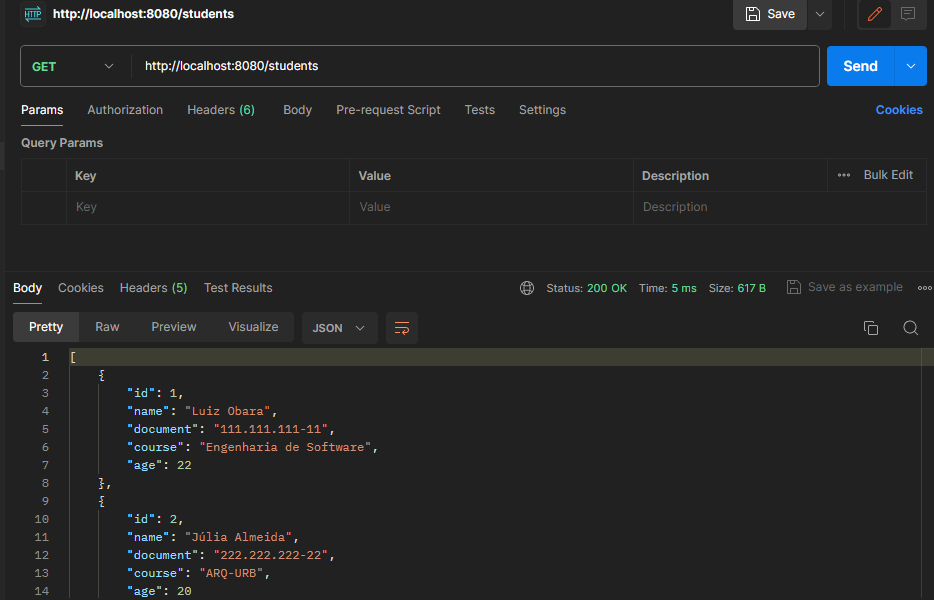 HTTP http://localhost:8080/students Save
GET http://localhost:8080/students Send
Params Authorization Headers (6) Body Pre-request Script Tests Settings Cookies
Query Params
Key Value Description ••• Bulk Edit
Key Value Description
Body Cookies Headers (5) Test Results Status: 200 OK Time: 5 ms Size: 617 B Save as example
Pretty Raw Preview Visualize JSON
1 [
2 {
3 "id": 1,
4 "name": "Luiz Obara",
5 "document": "111.111.111-11",
6 "course": "Engenharia de Software",
7 "age": 22
8 },
9 {
10 "id": 2,
11 "name": "Júlia Almeida",
12 "document": "222.222.222-22",
13 "course": "ARQ-URB",
14 "age": 20